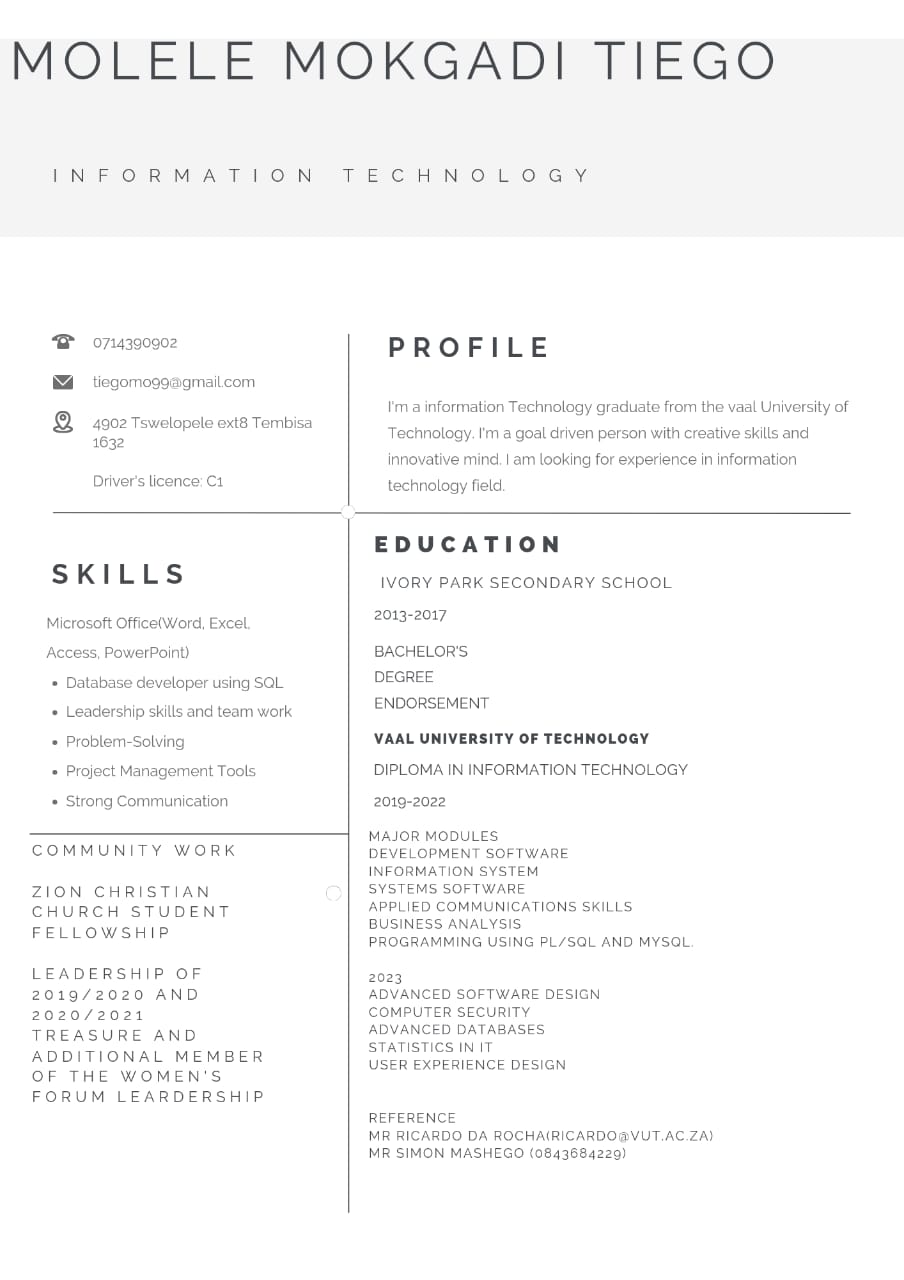 MOLELE MOKGADI TIEGO
INFORMATION TECHNOLOGY
0714390902
tiegomo99@gmail.com
4902 Tswelopele ext8 Tembisa
1632
Driver's licence: C1
PROFILE
I'm a information Technology graduate from the vaal University of
Technology. I'm a goal driven person with creative skills and
innovative mind. I am looking for experience in information
technology field.
SKILLS
Microsoft Office(Word, Excel,
Access, PowerPoint)
• Database developer using SQL
• Leadership skills and team work
• Problem-Solving
• Project Management Tools
• Strong Communication
COMMUNITY WORK
ZION CHRISTIAN
CHURCH STUDENT
FELLOWSHIP
LEADERSHIP OF
2019/2020 AND
2020/2021
TREASURE AND
ADDITIONAL MEMBER
OF THE WOMEN'S
FORUM LEARDERSHIP
EDUCATION
IVORY PARK SECONDARY SCHOOL
2013-2017
BACHELOR'S
DEGREE
ENDORSEMENT
VAAL UNIVERSITY OF TECHNOLOGY
DIPLOMA IN INFORMATION TECHNOLOGY
2019-2022
MAJOR MODULES
DEVELOPMENT SOFTWARE
INFORMATION SYSTEM
SYSTEMS SOFTWARE
APPLIED COMMUNICATIONS SKILLS
BUSINESS ANALYSIS
PROGRAMMING USING PL/SQL AND MYSQL.
2023
ADVANCED SOFTWARE DESIGN
COMPUTER SECURITY
ADVANCED DATABASES
STATISTICS IN IT
USER EXPERIENCE DESIGN
REFERENCE
MR RICARDO DA ROCHA(RICARDO@VUT.AC.ZA)
MR SIMON MASHEGO (0843684229)